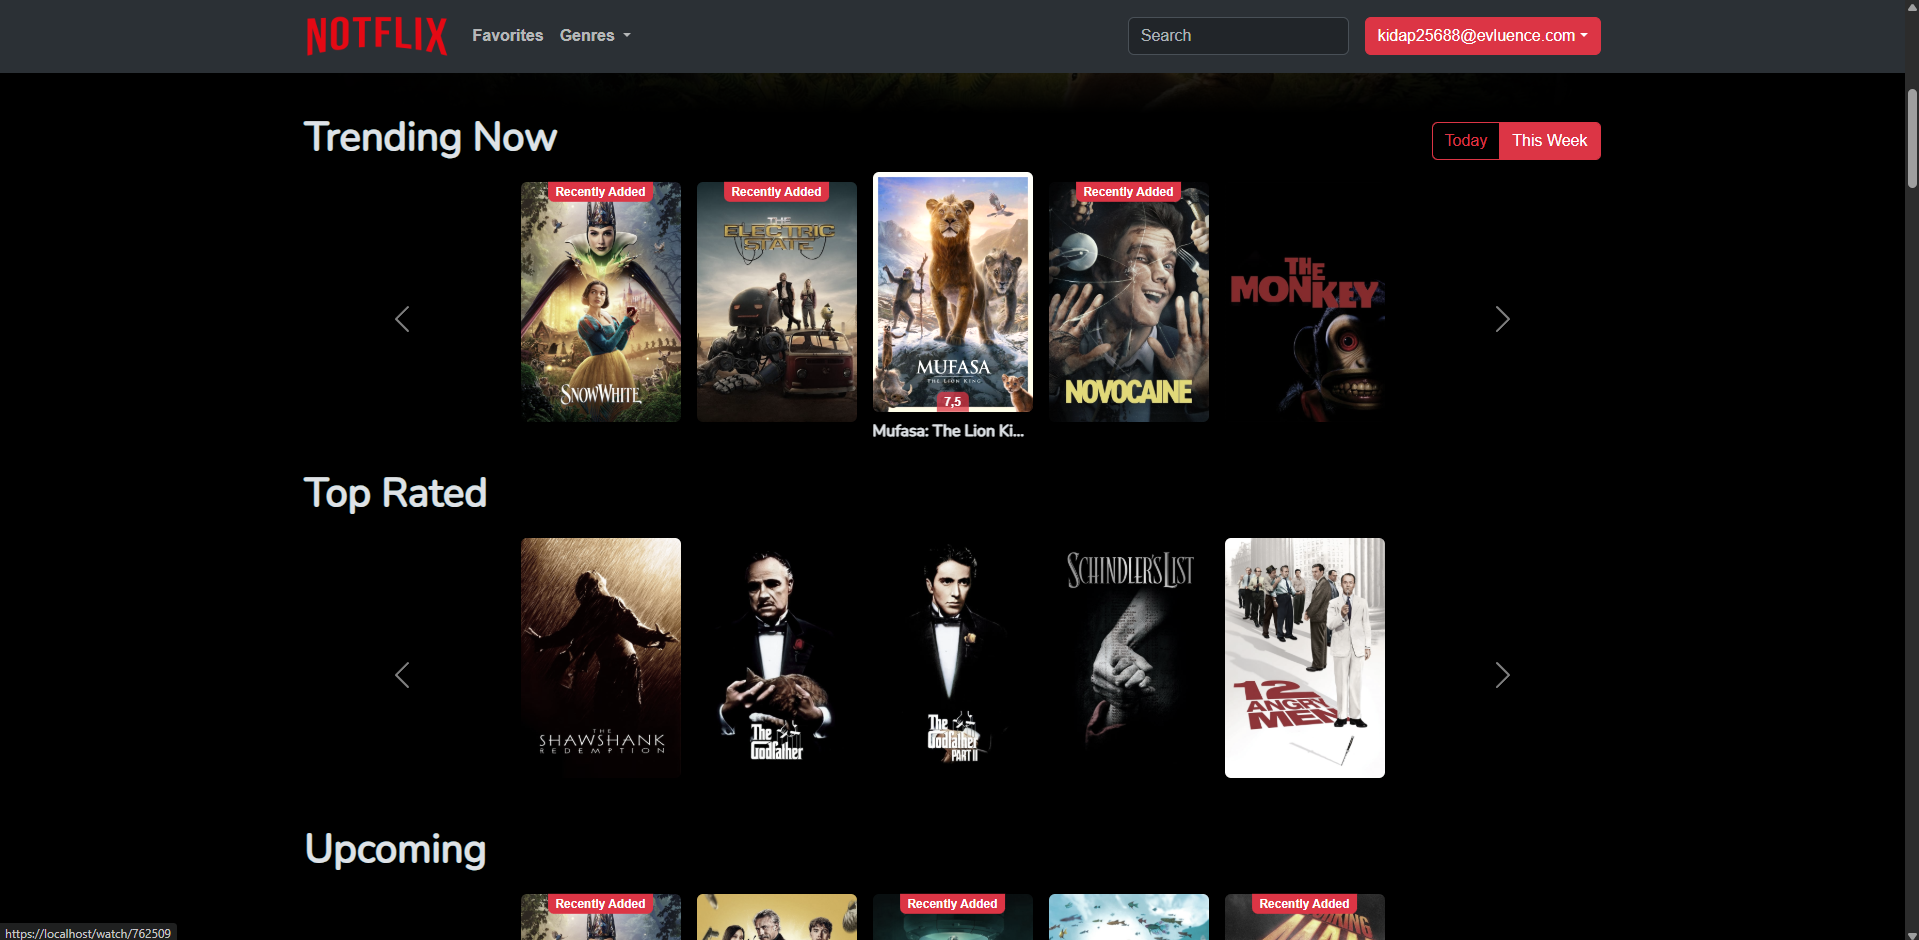 NOTFLIX
Favorites
Genres
Search
kidap25688@evluence.com
Trending Now
Today
This Week
Recently Added
SNOW WHITE
Recently Added
THE
ELECTRIC
STATE
MUFASA
THE LION KING
7,5
Mufasa: The Lion Ki...
Recently Added
NOVOCAINE
THE
MONKEY
Top Rated
THE
SHAWSHANK
REDEMPTION
The
Godfather
The
Godfather
PART II
SCHINDLER'S LIST
12
ANGRY
MEN
Upcoming
Recently Added
Recently Added
Recently Added
https://localhost/watch/762509